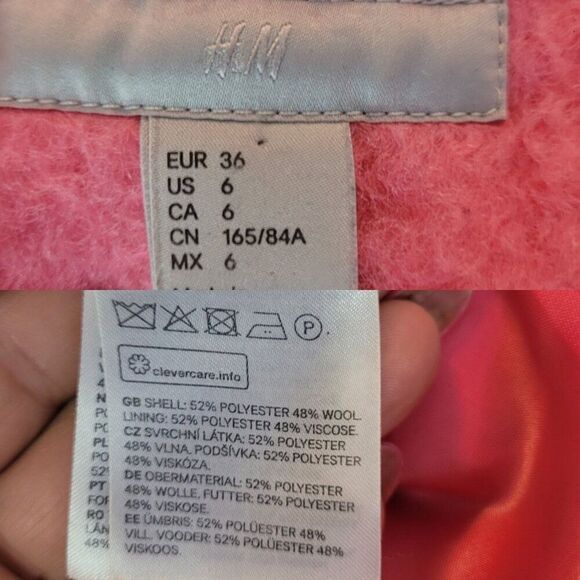 H&M
EUR 36
US 6
CA 6
CN 165/84A
MX 6
P
clevercare.info
GB SHELL: 52% POLYESTER 48% WOOL.
LINING: 52% POLYESTER 48% VISCOSE.
CZ SVRCHNÍ LÁTKA: 52% POLYESTER
48% VLNA. PODŠÍVKA: 52% POLYESTER
48% VISKÓZA.
DE OBERMATERIAL: 52% POLYESTER
48% WOLLE. FUTTER: 52% POLYESTER
48% VISKOSE.
EE ÜMBRIS: 52% POLÜESTER 48%
VILL. VOODER: 52% POLÜESTER 48%
VISKOOS.